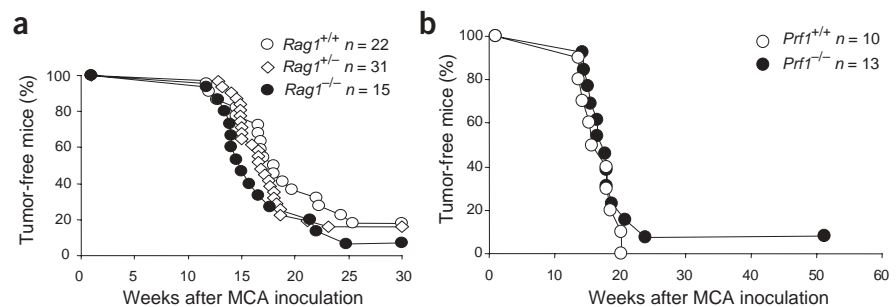 a
Rag1+/+ n = 22
Rag1+/– n = 31
Rag1–/– n = 15
Tumor-free mice (%)
100
80
60
40
20
0
0 5 10 15 20 25 30
Weeks after MCA inoculation
b
Prf1+/+ n = 10
Prf1–/– n = 13
Tumor-free mice (%)
100
80
60
40
20
0
0 10 20 30 40 50 60
Weeks after MCA inoculation